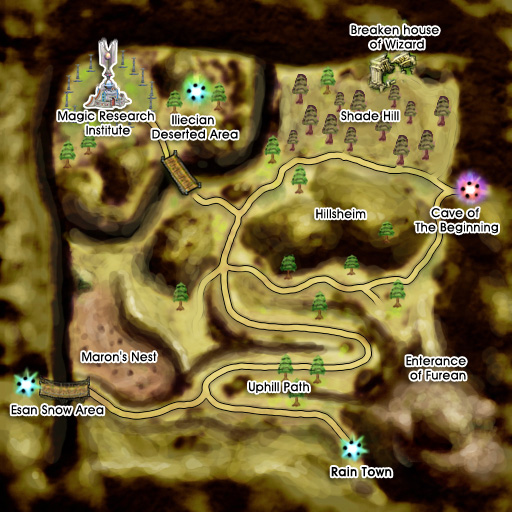 Breaken house
of Wizard
Magic Research
Institute
Iliecian
Deserted Area
Shade Hill
Hillsheim
Cave of
The Beginning
Maron's Nest
Enterance
of Furean
Uphill Path
Esan Snow Area
Rain Town